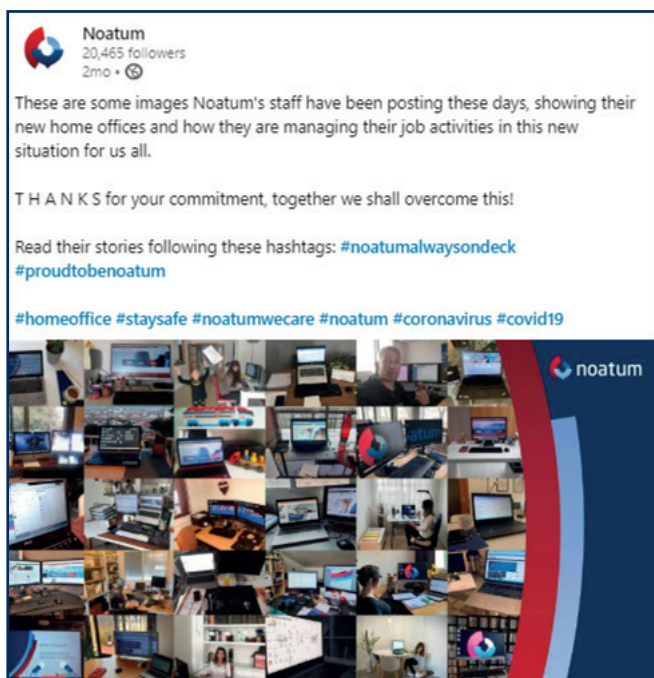 Noatum
20,465 followers
2mo •
These are some images Noatum's staff have been posting these days, showing their
new home offices and how they are managing their job activities in this new
situation for us all.
T H A N K S for your commitment, together we shall overcome this!
Read their stories following these hashtags: #noatumalwaysondeck
#proudtobenoatum
#homeoffice #staysafe #noatumwecare #noatum #coronavirus #covid19
noatum